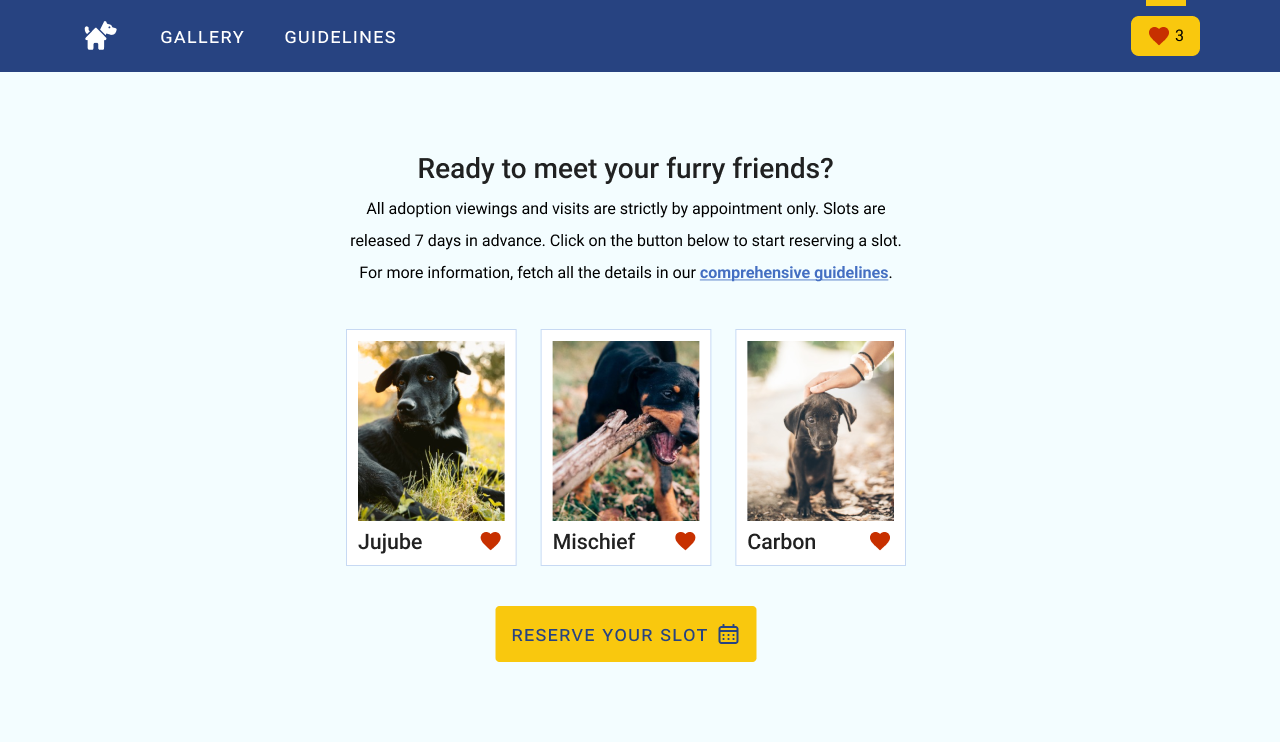 GALLERY
GUIDELINES
3
Ready to meet your furry friends?
All adoption viewings and visits are strictly by appointment only. Slots are
released 7 days in advance. Click on the button below to start reserving a slot.
For more information, fetch all the details in our comprehensive guidelines.
Jujube
Mischief
Carbon
RESERVE YOUR SLOT